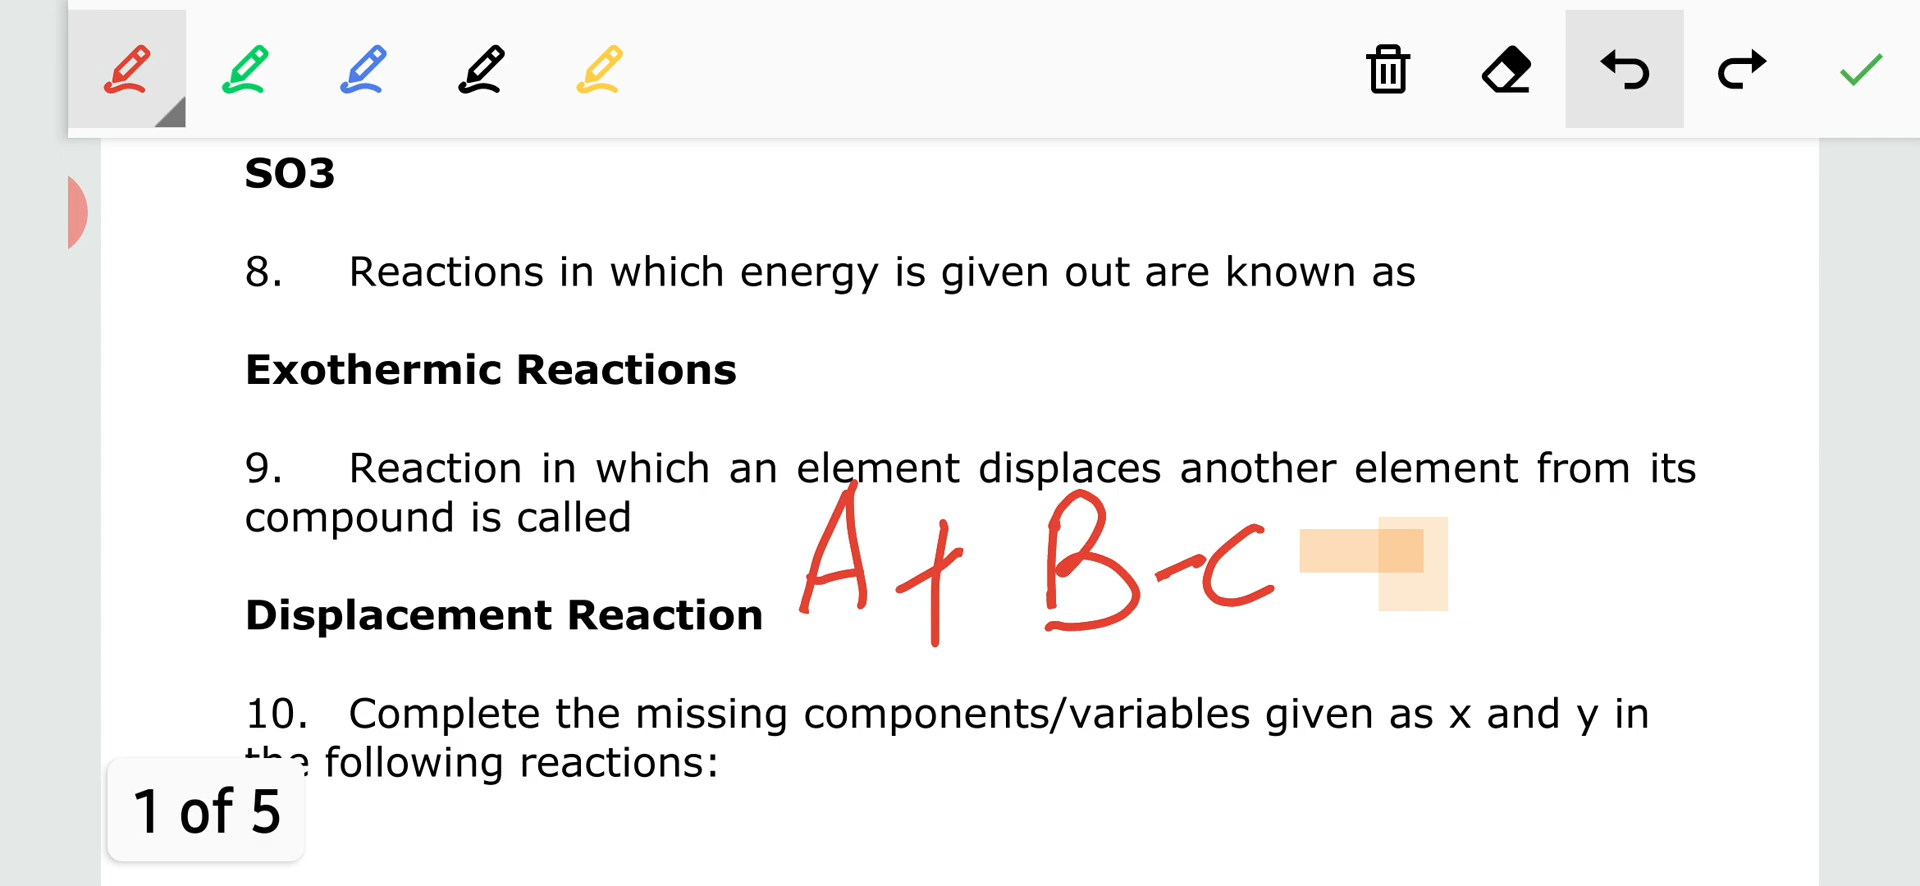 SO3
8. Reactions in which energy is given out are known as
Exothermic Reactions
9. Reaction in which an element displaces another element from its
compound is called
A + B-C
Displacement Reaction
10. Complete the missing components/variables given as x and y in
the following reactions:
1 of 5